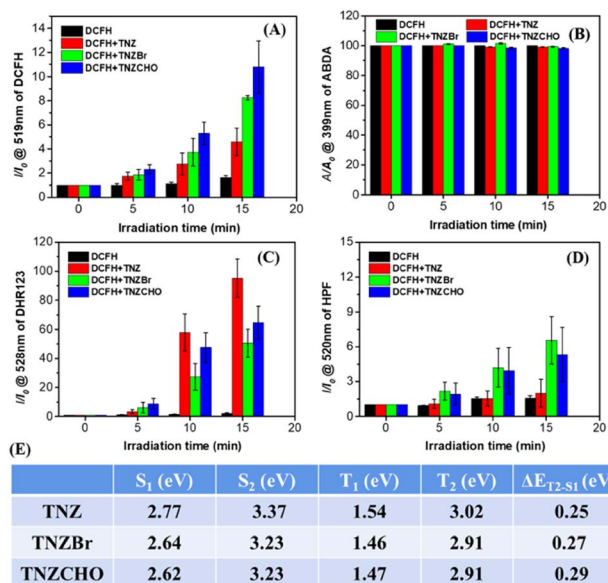 (A)
DCFH
DCFH+TNZ
DCFH+TNZBr
DCFH+TNZCHO
I/I0 @ 519nm of DCFH
14
12
10
8
6
4
2
0
0 5 10 15 20
Irradiation time (min)
(B)
DCFH DCFH+TNZ
DCFH+TNZBr DCFH+TNZCHO
A/A0 @ 399nm of ABDA
120
100
80
60
40
20
0
0 5 10 15 20
Irradiation time (min)
(C)
DCFH
DCFH+TNZ
DCFH+TNZBr
DCFH+TNZCHO
I/I0 @ 528nm of DHR123
120
100
80
60
40
20
0
0 5 10 15 20
Irradiation time (min)
(D)
DCFH
DCFH+TNZ
DCFH+TNZBr
DCFH+TNZCHO
I/I0 @ 520nm of HPF
15
12
9
6
3
0
0 5 10 15 20
Irradiation time (min)
(E)
S1 (eV) S2 (eV) T1 (eV) T2 (eV) ΔET2-S1 (eV
TNZ 2.77 3.37 1.54 3.02 0.25
TNZBr 2.64 3.23 1.46 2.91 0.27
TNZCHO 2.62 3.23 1.47 2.91 0.29